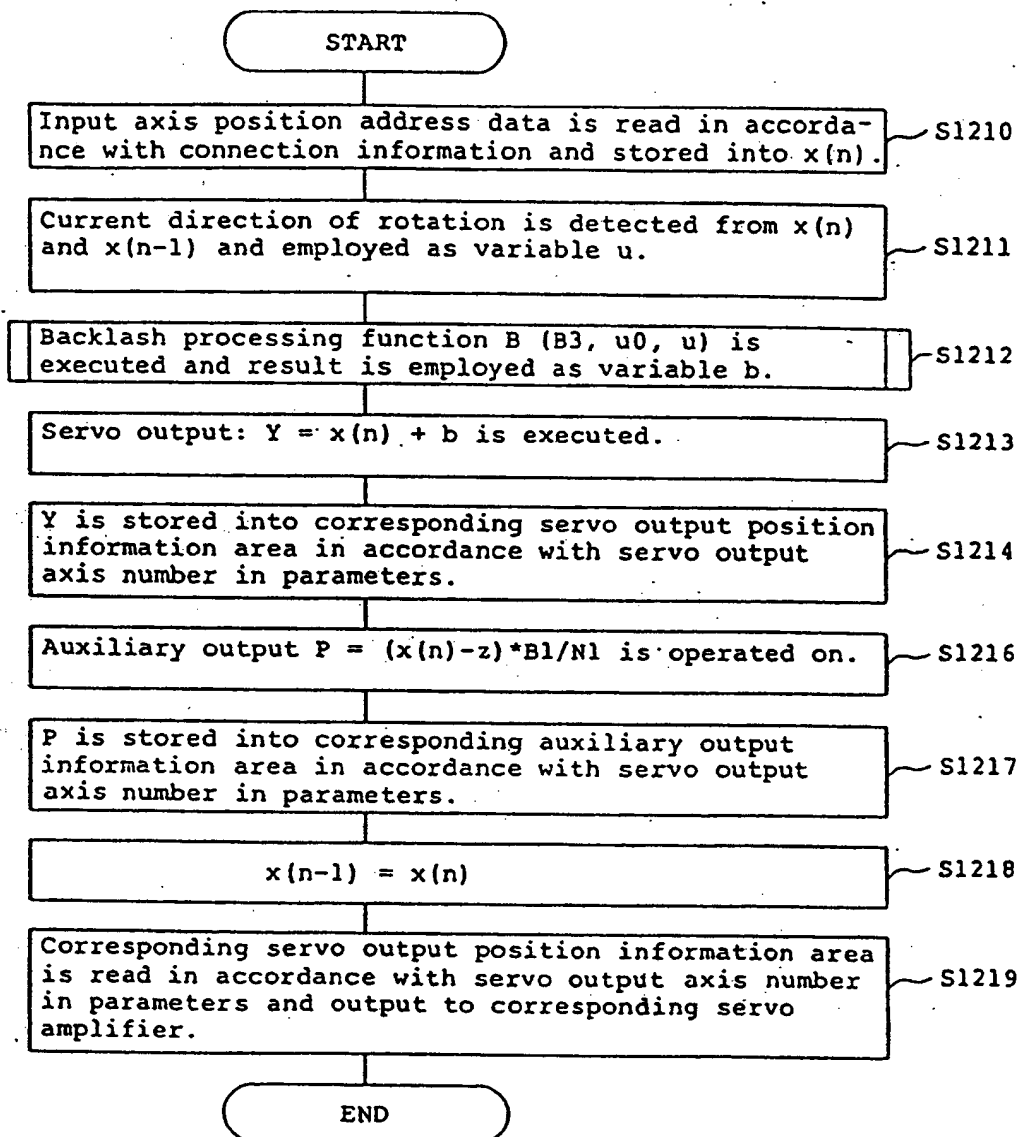 START
Input axis position address data is read in accorda-
nce with connection information and stored into x(n).
S1210
Current direction of rotation is detected from x(n)
and x(n-1) and employed as variable u.
S1211
Backlash processing function B (B3, u0, u) is
executed and result is employed as variable b.
S1212
Servo output: Y = x(n) + b is executed.
S1213
Y is stored into corresponding servo output position
information area in accordance with servo output
axis number in parameters.
S1214
Auxiliary output P = (x(n)-z)*B1/N1 is operated on.
S1216
P is stored into corresponding auxiliary output
information area in accordance with servo output
axis number in parameters.
S1217
x(n-1) = x(n)
S1218
Corresponding servo output position information area
is read in accordance with servo output axis number
in parameters and output to corresponding servo
amplifier.
S1219
END